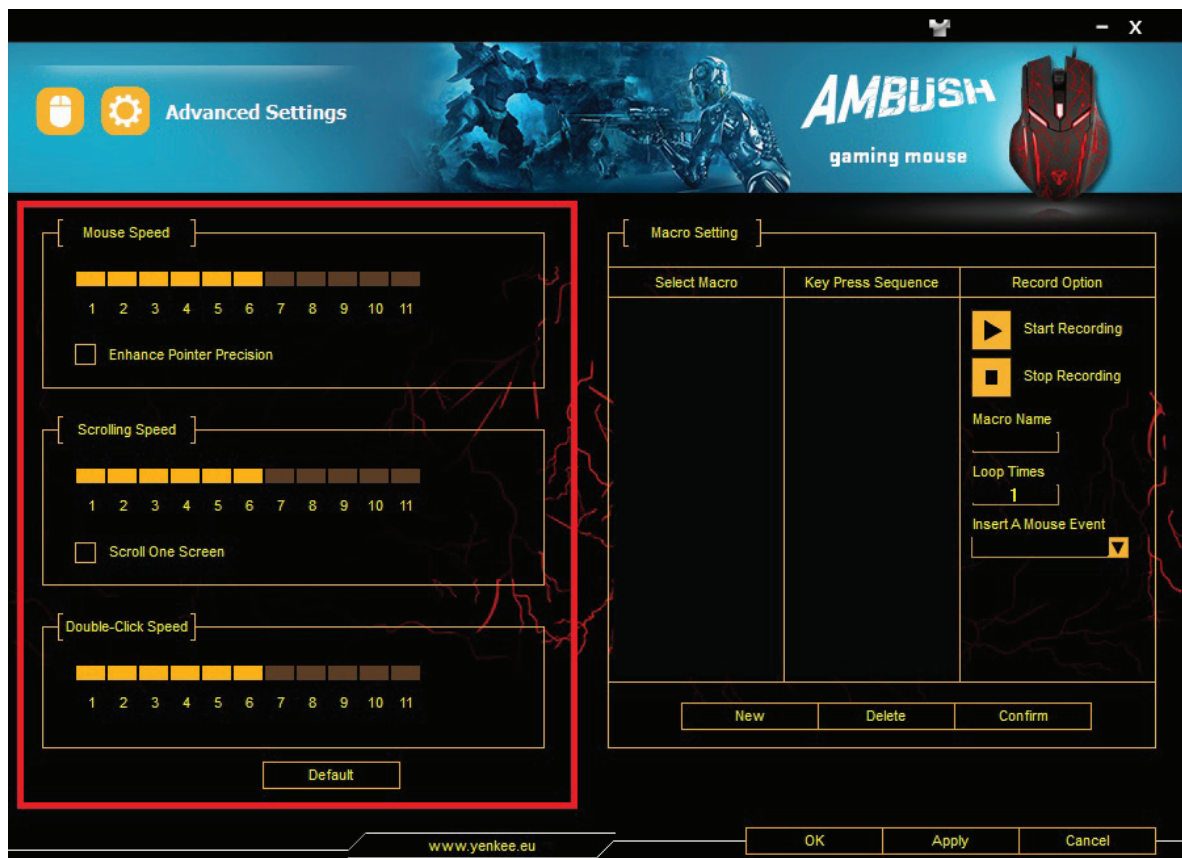 X
Advanced Settings
AMBUSH
gaming mouse
Mouse Speed
1 2 3 4 5 6 7 8 9 10 11
Enhance Pointer Precision
Scrolling Speed
1 2 3 4 5 6 7 8 9 10 11
Scroll One Screen
Double-Click Speed
1 2 3 4 5 6 7 8 9 10 11
Default
Macro Setting
Select Macro Key Press Sequence Record Option
Start Recording
Stop Recording
Macro Name
Loop Times
1
Insert A Mouse Event
New Delete Confirm
www.yenkee.eu
OK Apply Cancel